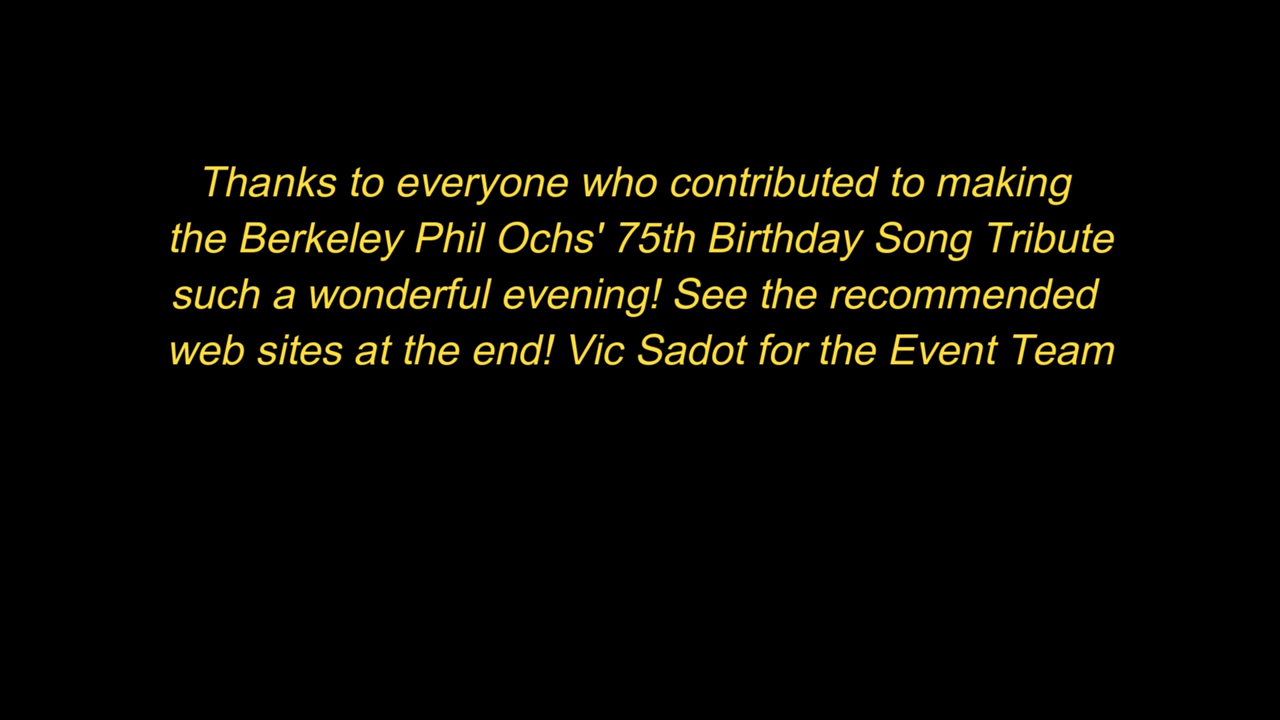 Thanks to everyone who contributed to making
the Berkeley Phil Ochs' 75th Birthday Song Tribute
such a wonderful evening! See the recommended
web sites at the end! Vic Sadot for the Event Team